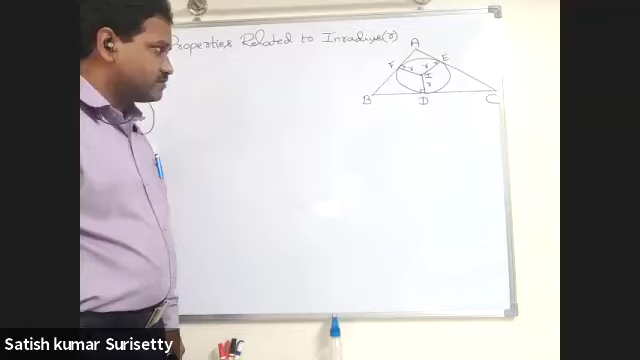 Properties Related to Inradius(r)
A
F
r
r
E
I
r
B
D
C
Satish kumar Surisetty